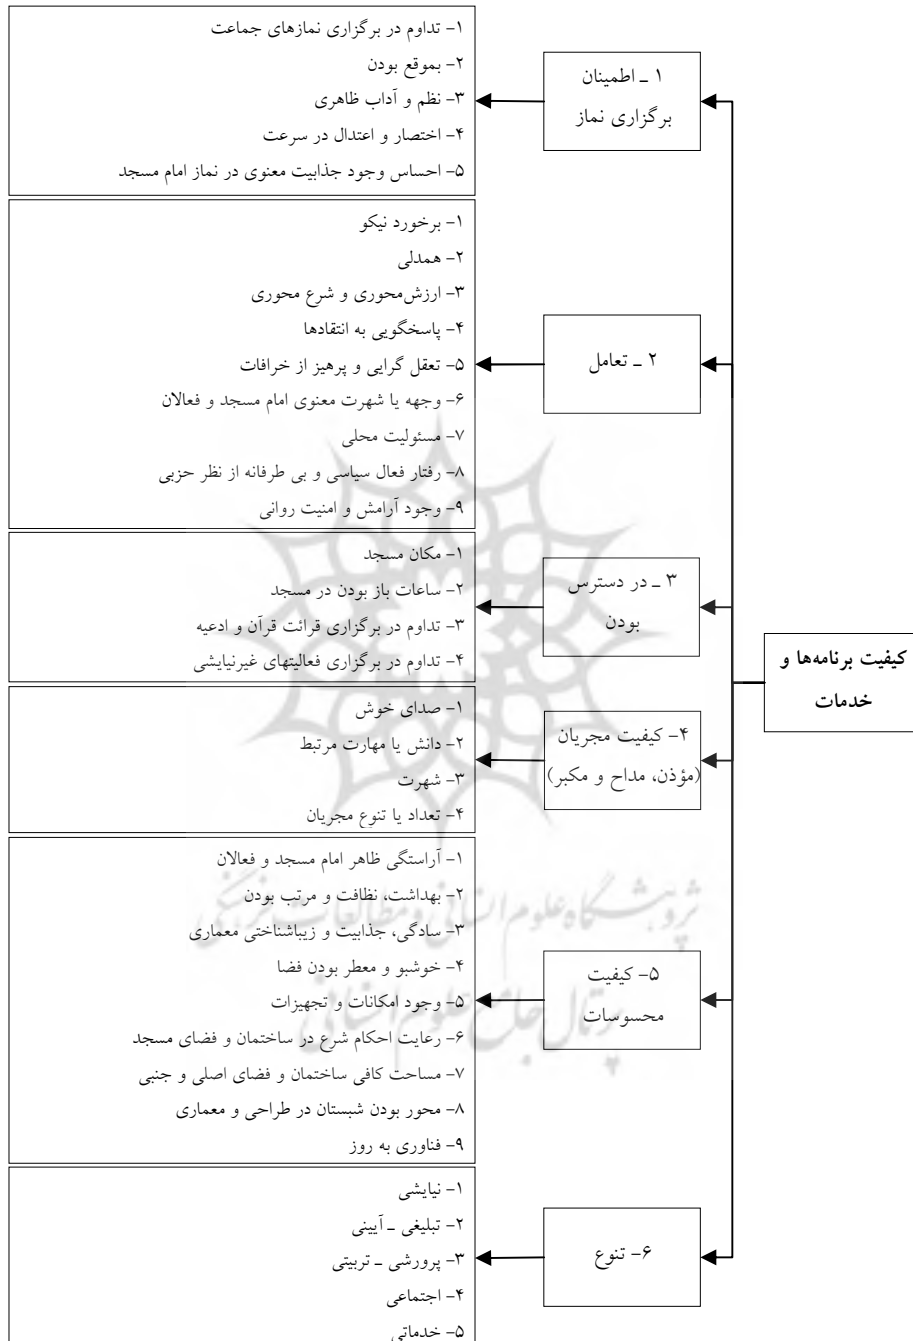 کیفیت برنامه‌ها و
خدمات
۱ ـ اطمینان
برگزاری نماز
۱- تداوم در برگزاری نمازهای جماعت
۲- بموقع بودن
۳- نظم و آداب ظاهری
۴- اختصار و اعتدال در سرعت
۵- احساس وجود جذابیت معنوی در نماز امام مسجد
۲ ـ تعامل
۱- برخورد نیکو
۲- همدلی
۳- ارزش‌محوری و شرع محوری
۴- پاسخگویی به انتقادها
۵- تعقل گرایی و پرهیز از خرافات
۶- وجهه یا شهرت معنوی امام مسجد و فعالان
۷- مسئولیت محلی
۸- رفتار فعال سیاسی و بی طرفانه از نظر حزبی
۹- وجود آرامش و امنیت روانی
۳ ـ در دسترس
بودن
۱- مکان مسجد
۲- ساعات باز بودن در مسجد
۳- تداوم در برگزاری قرائت قرآن و ادعیه
۴- تداوم در برگزاری فعالیتهای غیرنیایشی
۴- کیفیت مجریان
(مؤذن، مداح و مکبر)
۱- صدای خوش
۲- دانش یا مهارت مرتبط
۳- شهرت
۴- تعداد یا تنوع مجریان
۵- کیفیت
محسوسات
۱- آراستگی ظاهر امام مسجد و فعالان
۲- بهداشت، نظافت و مرتب بودن
۳- سادگی، جذابیت و زیباشناختی معماری
۴- خوشبو و معطر بودن فضا
۵- وجود امکانات و تجهیزات
۶- رعایت احکام شرع در ساختمان و فضای مسجد
۷- مساحت کافی ساختمان و فضای اصلی و جنبی
۸- محور بودن شبستان در طراحی و معماری
۹- فناوری به روز
۶- تنوع
۱- نیایشی
۲- تبلیغی ـ آیینی
۳- پرورشی ـ تربیتی
۴- اجتماعی
۵- خدماتی
پژوهشگاه علوم انسانی و مطالعات فرهنگی
پرتال جامع علوم انسانی